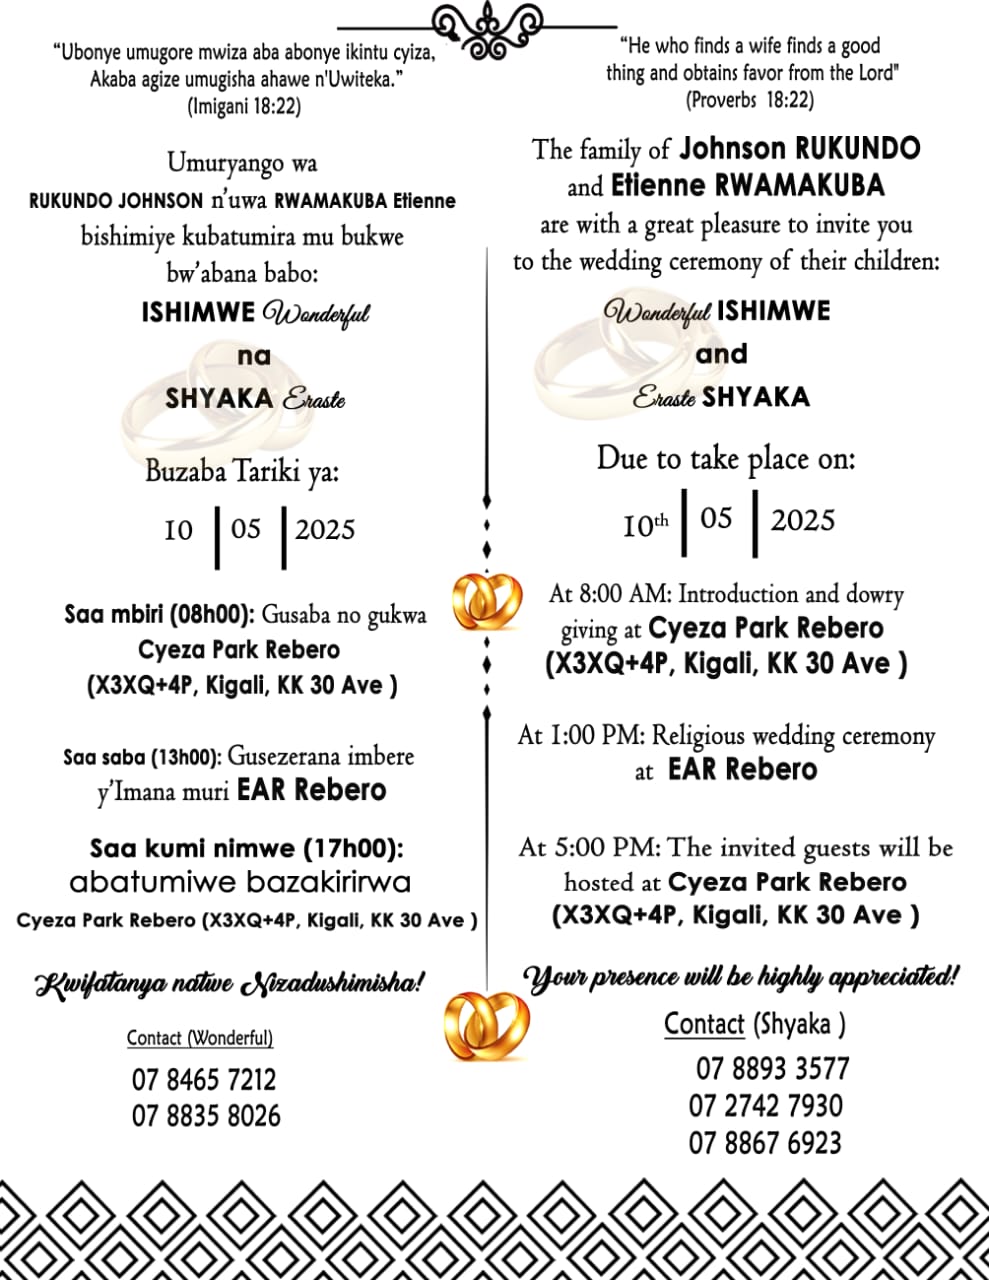 “Ubonye umugore mwiza aba abonye ikintu cyiza,
Akaba agize umugisha ahawe n'Uwiteka.”
(Imigani 18:22)
Umuryango wa
RUKUNDO JOHNSON n’uwa RWAMAKUBA Etienne
bishimiye kubatumira mu bukwe
bw’abana babo:
ISHIMWE Wonderful
na
SHYAKA Eraste
Buzaba Tariki ya:
10 | 05 | 2025
Saa mbiri (08h00): Gusaba no gukwa
Cyeza Park Rebero
(X3XQ+4P, Kigali, KK 30 Ave )
Saa saba (13h00): Gusezerana imbere
y’Imana muri EAR Rebero
Saa kumi nimwe (17h00):
abatumiwe bazakirirwa
Cyeza Park Rebero (X3XQ+4P, Kigali, KK 30 Ave )
Kwifatanya natwe Nizadushimisha!
Contact (Wonderful)
07 8465 7212
07 8835 8026
“He who finds a wife finds a good
thing and obtains favor from the Lord"
(Proverbs 18:22)
The family of Johnson RUKUNDO
and Etienne RWAMAKUBA
are with a great pleasure to invite you
to the wedding ceremony of their children:
Wonderful ISHIMWE
and
Eraste SHYAKA
Due to take place on:
10th | 05 | 2025
At 8:00 AM: Introduction and dowry
giving at Cyeza Park Rebero
(X3XQ+4P, Kigali, KK 30 Ave )
At 1:00 PM: Religious wedding ceremony
at EAR Rebero
At 5:00 PM: The invited guests will be
hosted at Cyeza Park Rebero
(X3XQ+4P, Kigali, KK 30 Ave )
Your presence will be highly appreciated!
Contact (Shyaka )
07 8893 3577
07 2742 7930
07 8867 6923